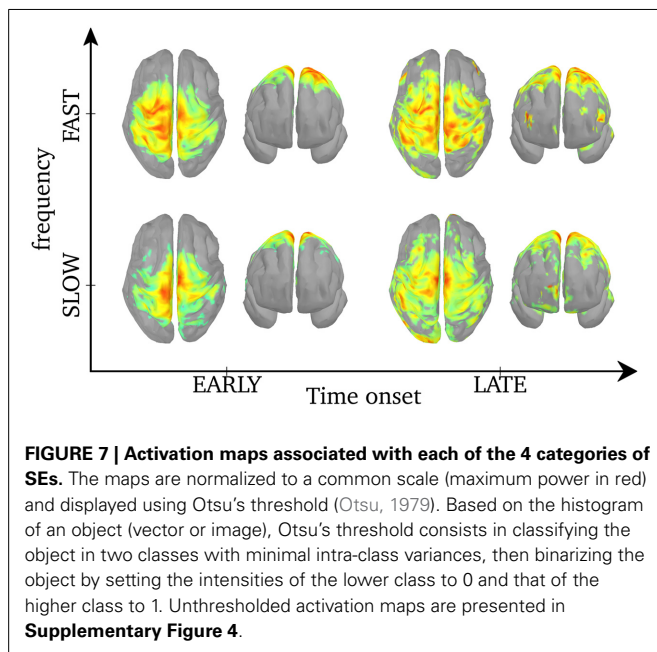 FAST
frequency
SLOW
EARLY
Time onset
LATE
FIGURE 7 | Activation maps associated with each of the 4 categories of
SEs. The maps are normalized to a common scale (maximum power in red)
and displayed using Otsu's threshold (Otsu, 1979). Based on the histogram
of an object (vector or image), Otsu's threshold consists in classifying the
object in two classes with minimal intra-class variances, then binarizing the
object by setting the intensities of the lower class to 0 and that of the
higher class to 1. Unthresholded activation maps are presented in
Supplementary Figure 4.